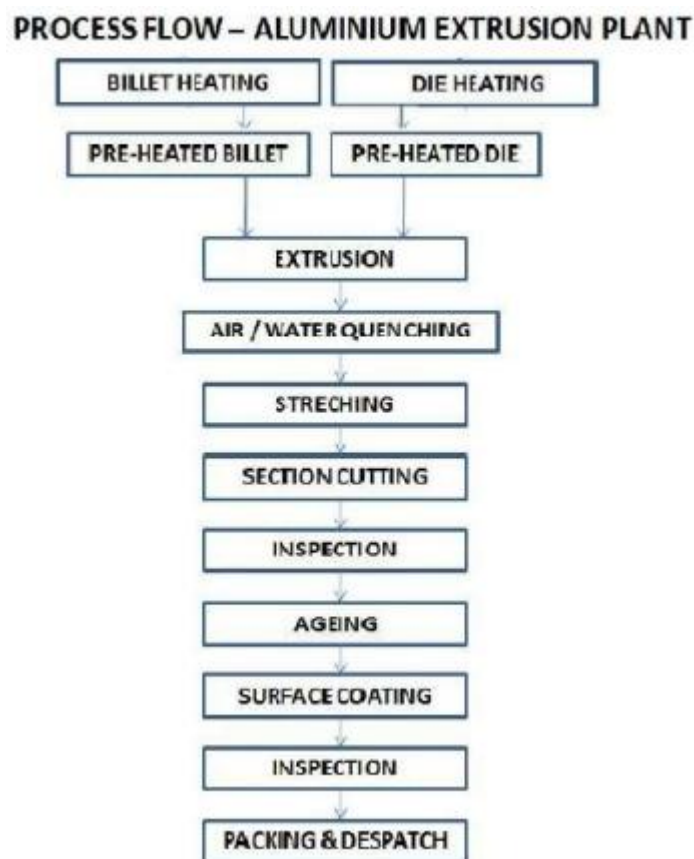 PROCESS FLOW – ALUMINIUM EXTRUSION PLANT
BILLET HEATING
DIE HEATING
PRE-HEATED BILLET
PRE-HEATED DIE
EXTRUSION
AIR / WATER QUENCHING
STRECHING
SECTION CUTTING
INSPECTION
AGEING
SURFACE COATING
INSPECTION
PACKING & DESPATCH